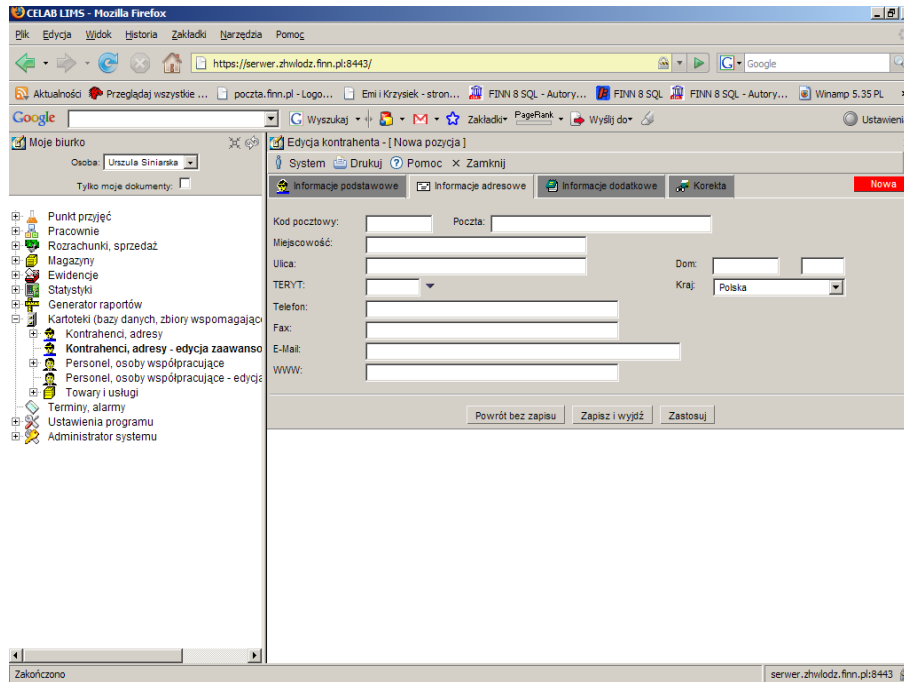 CELAB LIMS - Mozilla Firefox
Plik Edycja Widok Historia Zakładki Narzędzia Pomoc
https://serwer.zhwlodz.finn.pl:8443/
Google
Aktualności Przeglądaj wszystkie ... poczta.finn.pl - Logo... Emi i Krzysiek - stron... FINN 8 SQL - Autory... FINN 8 SQL FINN 8 SQL - Autory... Winamp 5.35 PL
Google Wyszukaj Zakładki PageRank Wyślij do Ustawieni
Moje biurko
Osoba: Urszula Siniarska
Tylko moje dokumenty:
Punkt przyjęć
Pracownie
Rozrachunki, sprzedaż
Magazyny
Ewidencje
Statystyki
Generator raportów
Kartoteki (bazy danych, zbiory wspomagając
Kontrahenci, adresy
Kontrahenci, adresy - edycja zaawanso
Personel, osoby współpracujące
Personel, osoby współpracujące - edycja
Towary i usługi
Terminy, alarmy
Ustawienia programu
Administrator systemu
Edycja kontrahenta - [ Nowa pozycja ]
System Drukuj Pomoc Zamknij
Informacje podstawowe Informacje adresowe Informacje dodatkowe Korekta Nowa
Kod pocztowy: Poczta:
Miejscowość:
Ulica: Dom:
TERYT: Kraj: Polska
Telefon:
Fax:
E-Mail:
WWW:
Powrót bez zapisu Zapisz i wyjdź Zastosuj
Zakończono serwer.zhwlodz.finn.pl:8443